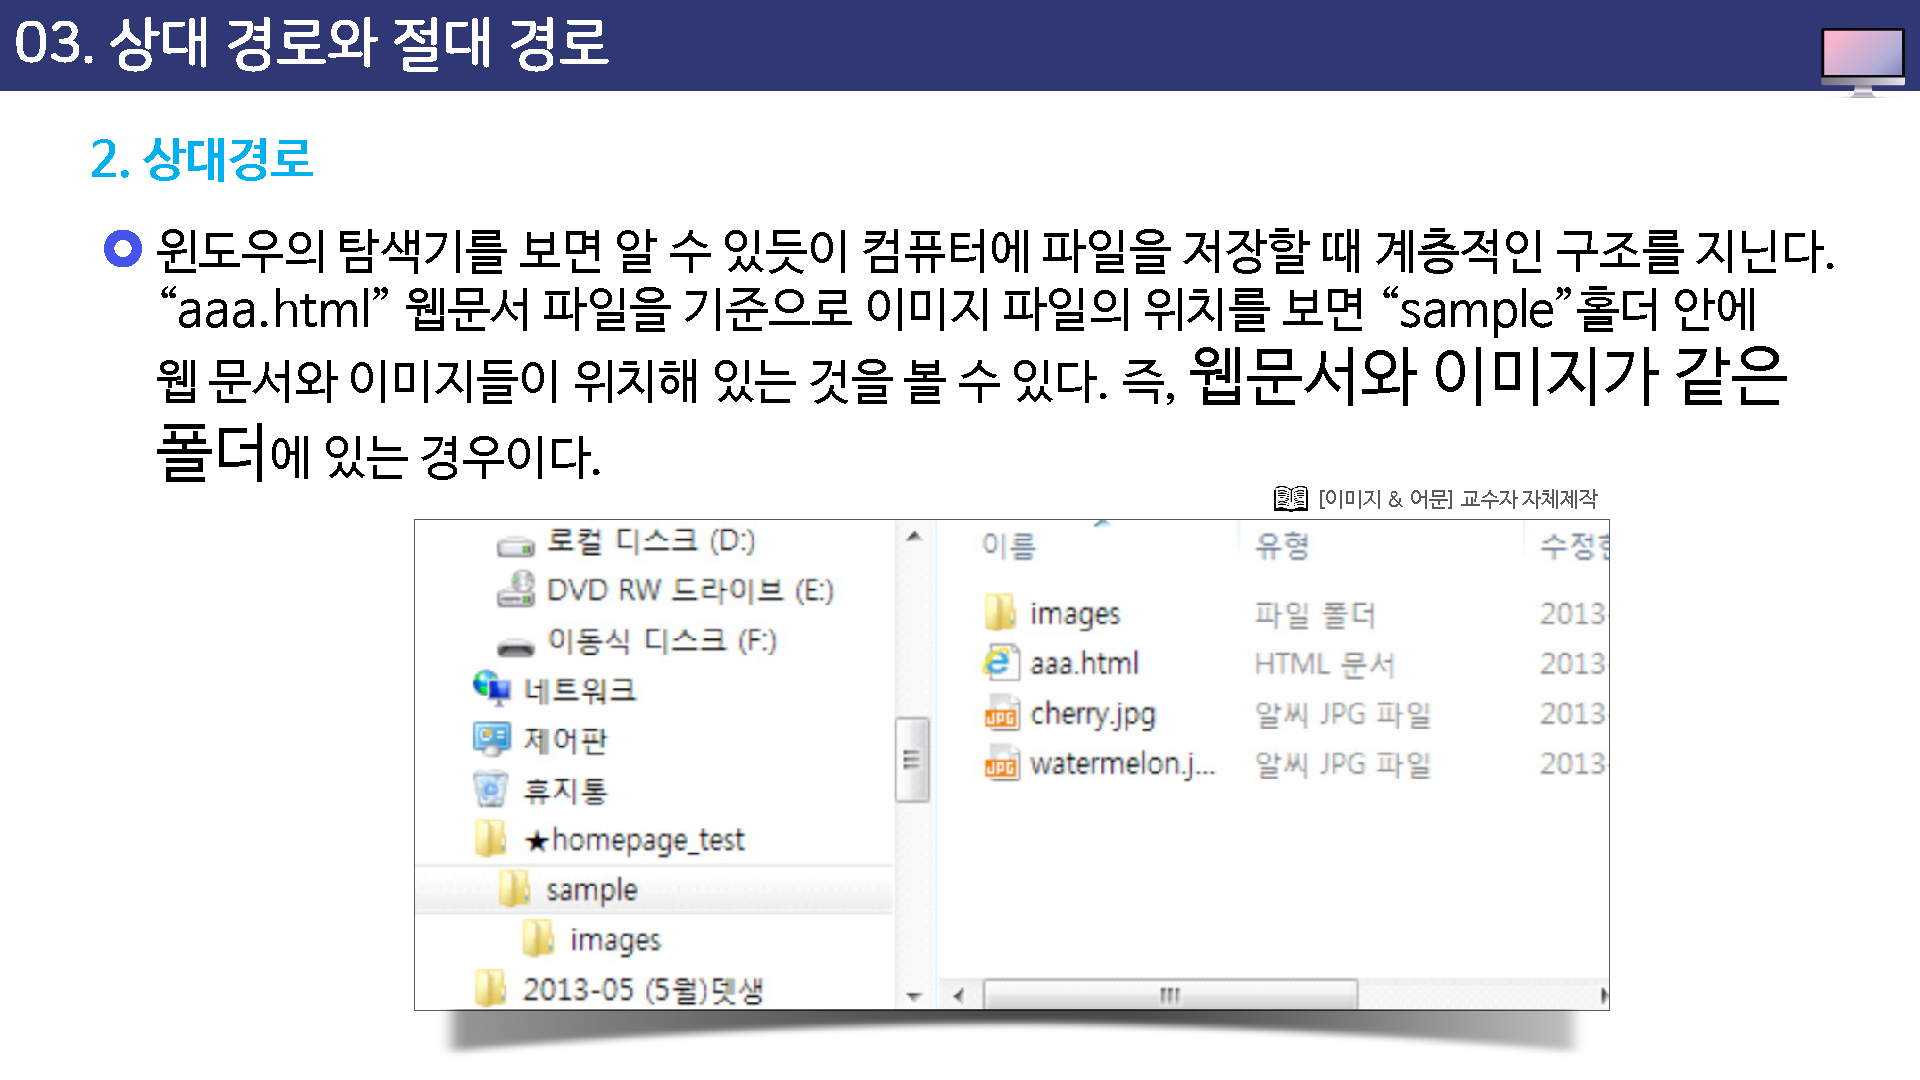 03. 상대 경로와 절대 경로
2. 상대경로
윈도우의 탐색기를 보면 알 수 있듯이 컴퓨터에 파일을 저장할 때 계층적인 구조를 지닌다.
“aaa.html” 웹문서 파일을 기준으로 이미지 파일의 위치를 보면 “sample”홀더 안에
웹 문서와 이미지들이 위치해 있는 것을 볼 수 있다. 즉, 웹문서와 이미지가 같은
폴더에 있는 경우이다.
[이미지 & 어문] 교수자 자체제작
로컬 디스크 (D:)
DVD RW 드라이브 (E:)
이동식 디스크 (F:)
네트워크
제어판
휴지통
★homepage_test
sample
images
2013-05 (5월)뎃생
이름 유형 수정한
images 파일 폴더 2013-
aaa.html HTML 문서 2013-
cherry.jpg 알씨 JPG 파일 2013-
watermelon.j... 알씨 JPG 파일 2013-